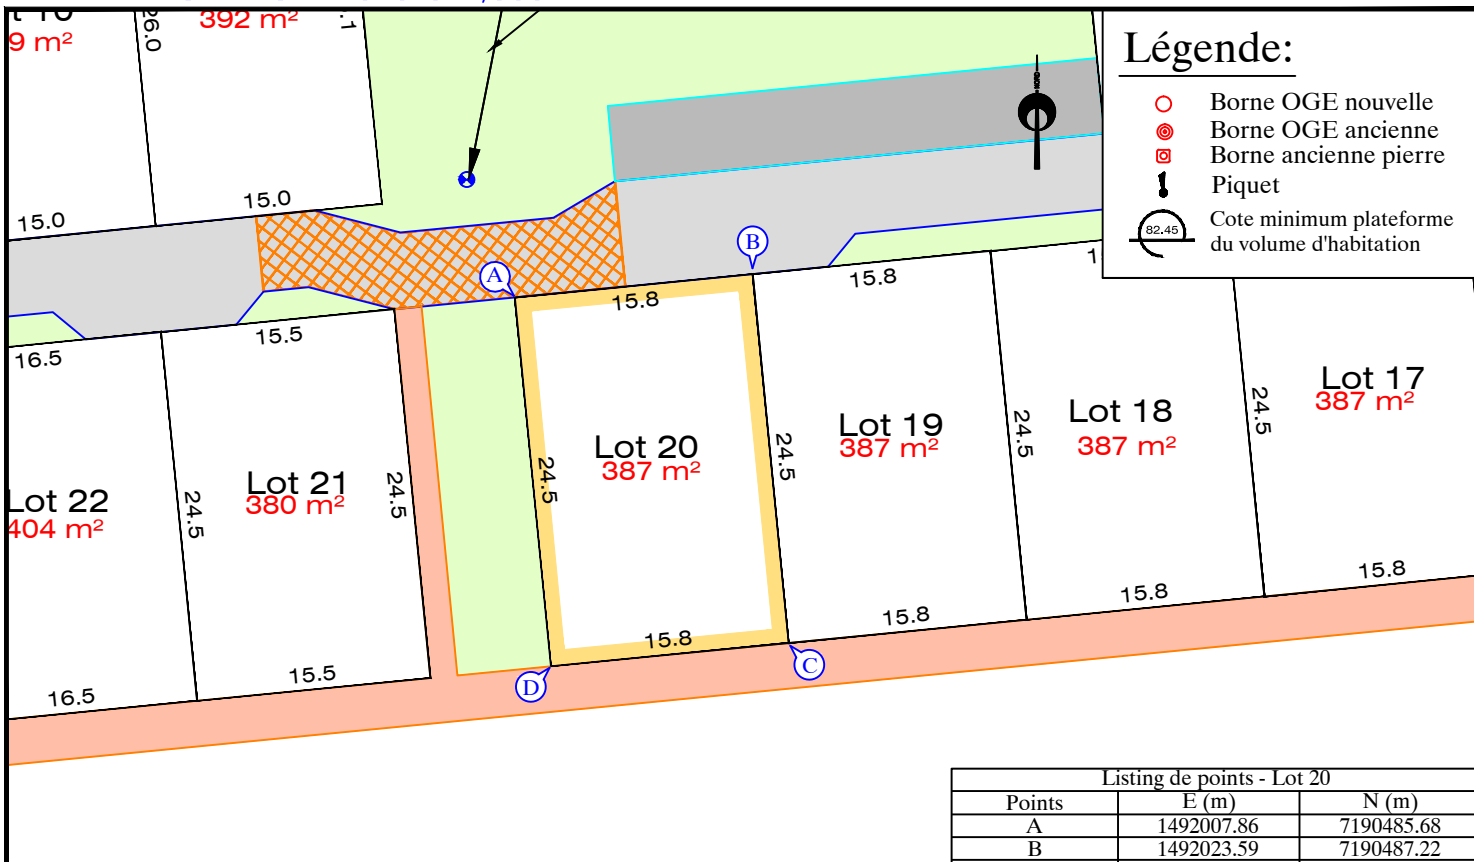 9 m²
26.0
392 m²
15.0
15.0
Légende:
Borne OGE nouvelle
Borne OGE ancienne
Borne ancienne pierre
Piquet
82.45
Cote minimum plateforme
du volume d'habitation
A
B
15.8
15.8
16.5
15.5
Lot 17
387 m²
Lot 18
387 m²
Lot 19
387 m²
Lot 20
387 m²
Lot 21
380 m²
Lot 22
404 m²
24.5
24.5
24.5
24.5
24.5
24.5
15.8
15.8
15.8
15.8
15.5
16.5
C
D
Listing de points - Lot 20
Points E (m) N (m)
A 1492007.86 7190485.68
B 1492023.59 7190487.22